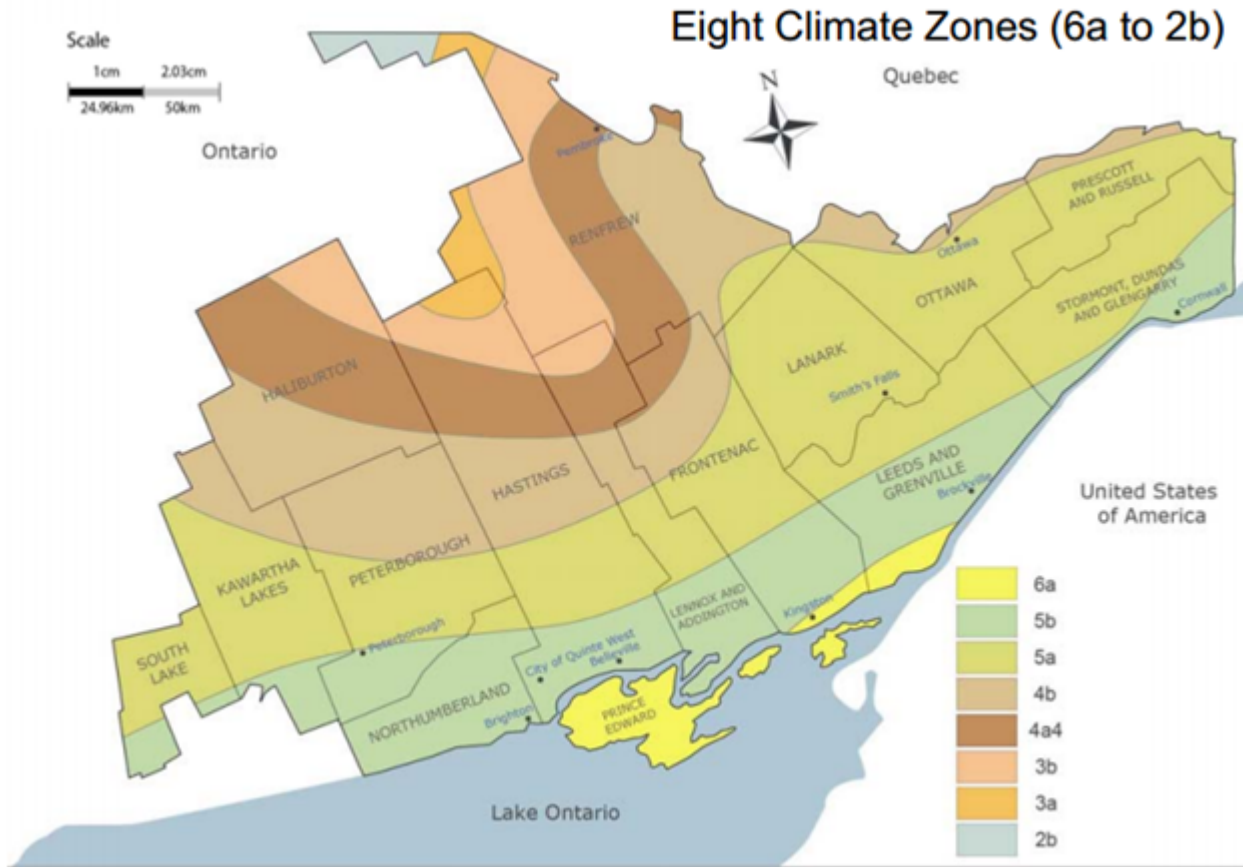 Eight Climate Zones (6a to 2b)
Scale
1cm 2.03cm
24.96km 50km
N
Quebec
Ontario
Pembroke
RENFREW
PRESCOTT
AND RUSSELL
Ottawa
OTTAWA
STORMONT, DUNDAS
AND GLENGARRY
Cornwall
HALIBURTON
LANARK
Smith's Falls
HASTINGS
FRONTENAC
LEEDS AND
GRENVILLE
Brockville
United States
of America
KAWARTHA
LAKES
PETERBOROUGH
Peterborough
LENNOX AND
ADDINGTON
Kingston
SOUTH
LAKE
City of Quinte West
Belleville
NORTHUMBERLAND
Brighton
PRINCE
EDWARD
Lake Ontario
6a
5b
5a
4b
4a4
3b
3a
2b